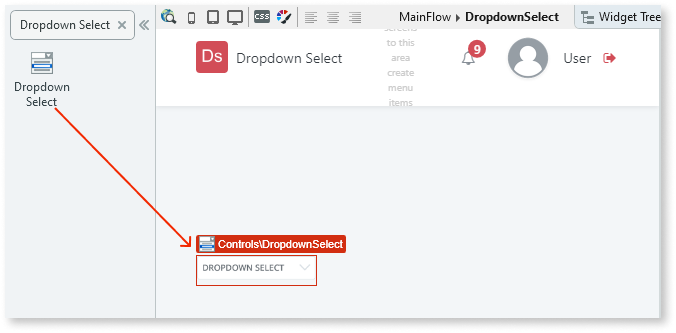 Dropdown Select ×
Dropdown
Select
CSS
MainFlow DropdownSelect
Widget Tree
Ds Dropdown Select
screens
to this
area
create
menu
items
9
User
Controls\DropdownSelect
DROPDOWN SELECT